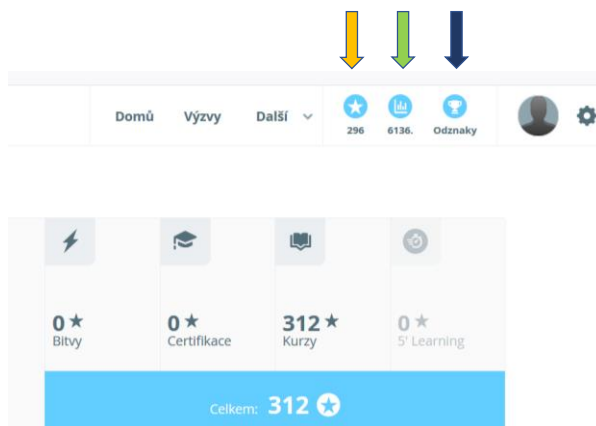 Domů Výzvy Další 296 6136. Odznaky
0 0 312 0
Bitvy Certifikace Kurzy 5' Learning
Celkem: 312